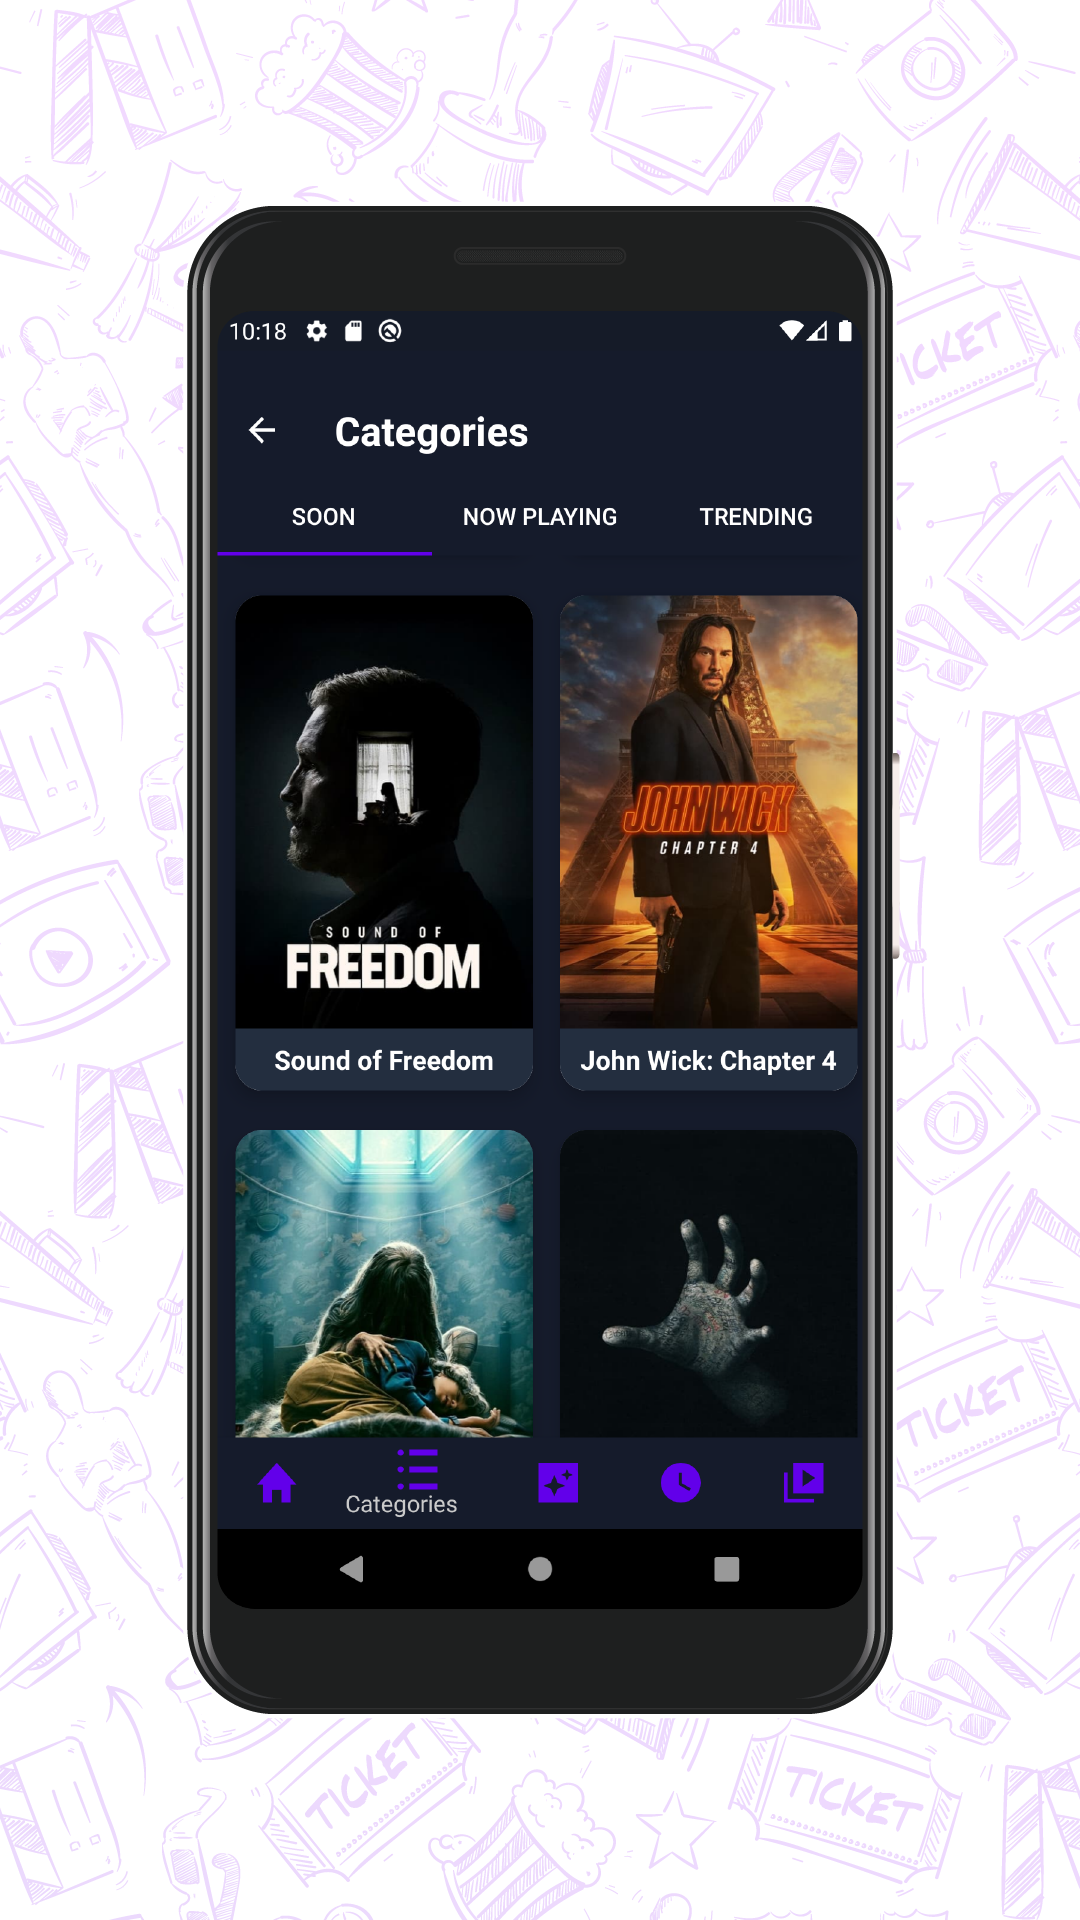 10:18
Categories
SOON
NOW PLAYING
TRENDING
SOUND OF
FREEDOM
JOHN WICK
CHAPTER 4
Sound of Freedom
John Wick: Chapter 4
Categories
TICKET
TICKET
TICKET
TICKET